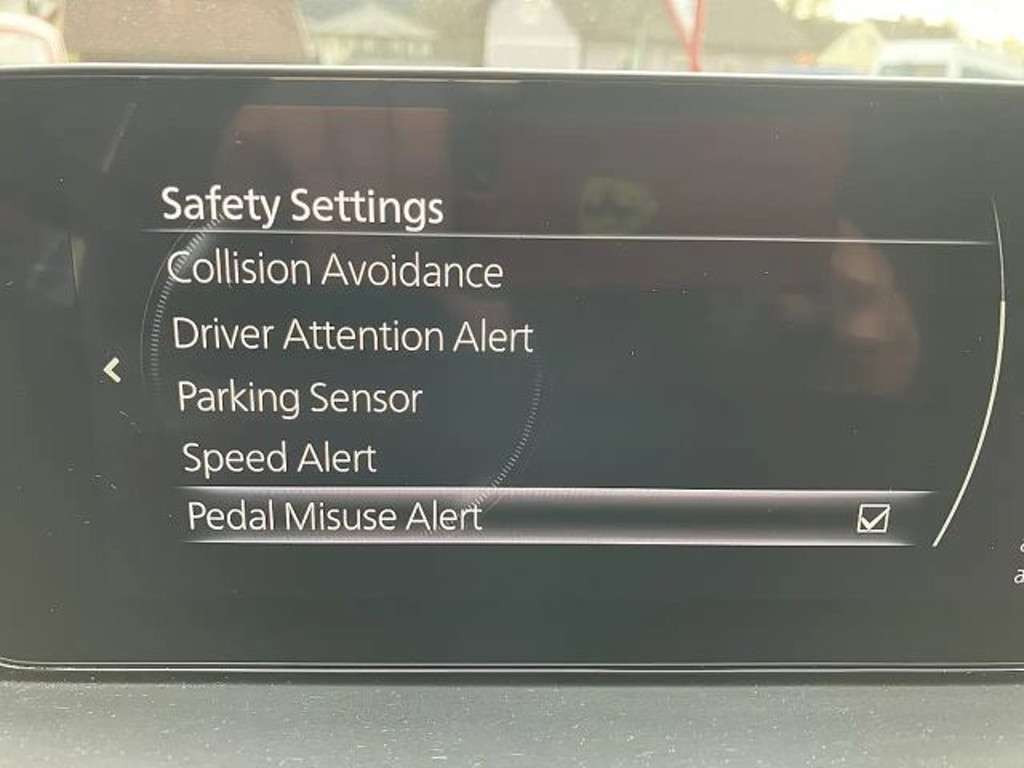 Safety Settings
Collision Avoidance
Driver Attention Alert
Parking Sensor
Speed Alert
Pedal Misuse Alert